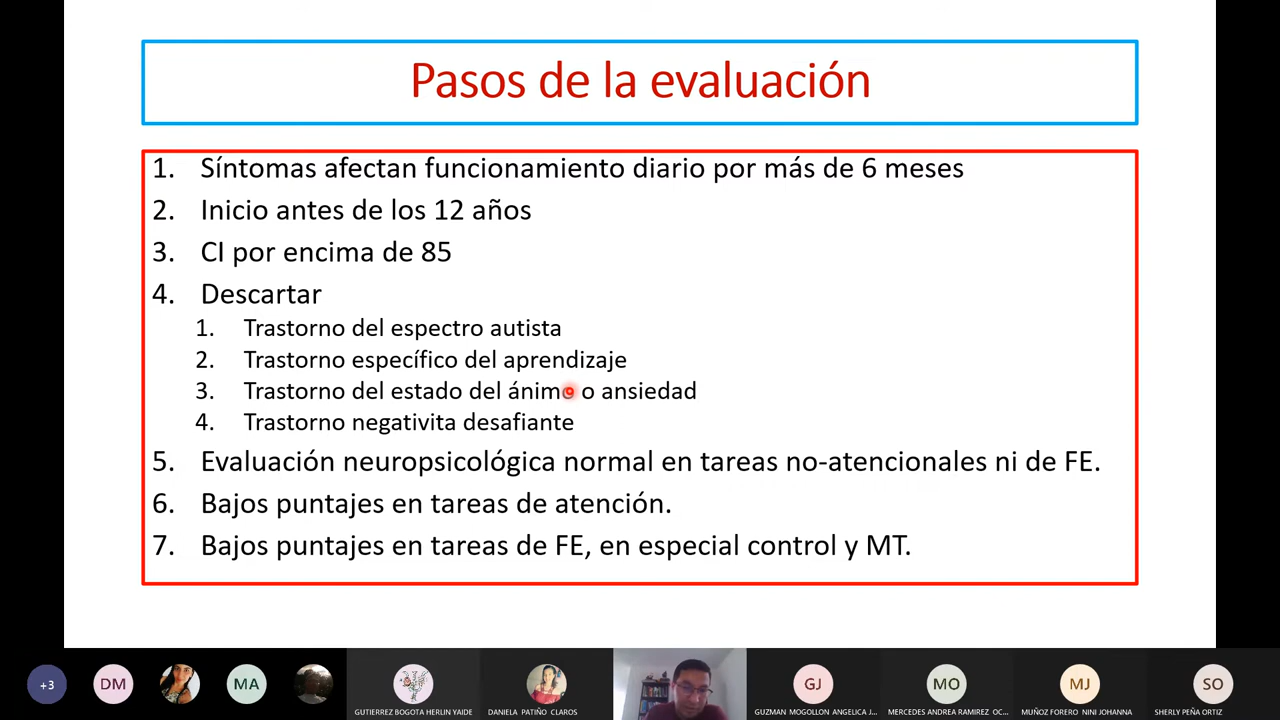 Pasos de la evaluación
1. Síntomas afectan funcionamiento diario por más de 6 meses
2. Inicio antes de los 12 años
3. CI por encima de 85
4. Descartar
1. Trastorno del espectro autista
2. Trastorno específico del aprendizaje
3. Trastorno del estado del ánimo o ansiedad
4. Trastorno negativita desafiante
5. Evaluación neuropsicológica normal en tareas no-atencionales ni de FE.
6. Bajos puntajes en tareas de atención.
7. Bajos puntajes en tareas de FE, en especial control y MT.
+3 DM MA GJ MO MJ SO
GUTIERREZ BOGOTA HERLIN YAIDE DANIELA PATIÑO CLAROS GUZMAN MOGOLLON ANGELICA J... MERCEDES ANDREA RAMIREZ OC... MUÑOZ FORERO NINI JOHANNA SHERLY PEÑA ORTIZ